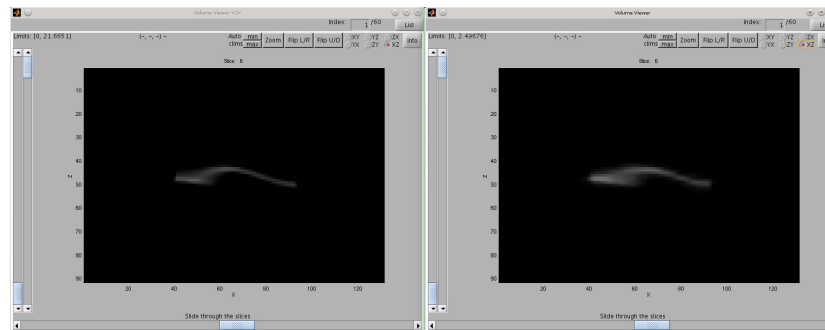 Volume Viewer <2>
Index: 1 /60 List
Limits: [0, 21.6651] (-, -, -) - Auto clims min max Zoom Flip L/R Flip U/D XY YZ ZX YX ZY XZ Info
Slice: 6
10
20
30
40
50
60
70
80
90
Z
20 40 60 80 100 120
X
Slide through the slices
Volume Viewer
Index: 1 /60 List
Limits: [0, 2.49676] (-, -, -) - Auto clims min max Zoom Flip L/R Flip U/D XY YZ ZX YX ZY XZ
Slice: 6
10
20
30
40
50
60
70
80
90
Z
20 40 60 80 100 120
X
Slide through the slices